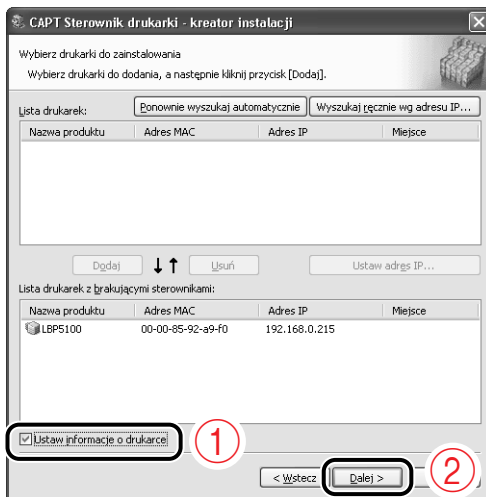 CAPT Sterownik drukarki - kreator instalacji
Wybierz drukarki do zainstalowania
Wybierz drukarki do dodania, a następnie kliknij przycisk [Dodaj].
Lista drukarek: Ponownie wyszukaj automatycznie Wyszukaj ręcznie wg adresu IP...
Nazwa produktu Adres MAC Adres IP Miejsce
Dodaj ↓↑ Usuń Ustaw adres IP...
Lista drukarek z brakującymi sterownikami:
Nazwa produktu Adres MAC Adres IP Miejsce
LBP5100 00-00-85-92-a9-f0 192.168.0.215
Ustaw informacje o drukarce 1
< Wstecz Dalej > 2